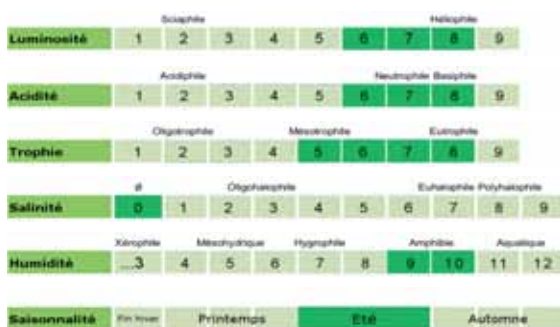 Sciaphile Héliophile
Luminosité 1 2 3 4 5 6 7 8 9
Acidiphile Neutrophile Basiphile
Acidité 1 2 3 4 5 6 7 8 9
Oligotrophile Mésotrophile Eutrophile
Trophie 1 2 3 4 5 6 7 8 9
Ø Oligohalophile Euhalophile Polyhalophile
Salinité 0 1 2 3 4 5 6 7 8 9
Xérophile Mésohydrique Hygrophile Amphibie Aquatique
Humidité ...3 4 5 6 7 8 9 10 11 12
Saisonnalité Fin hiver Printemps Eté Automne